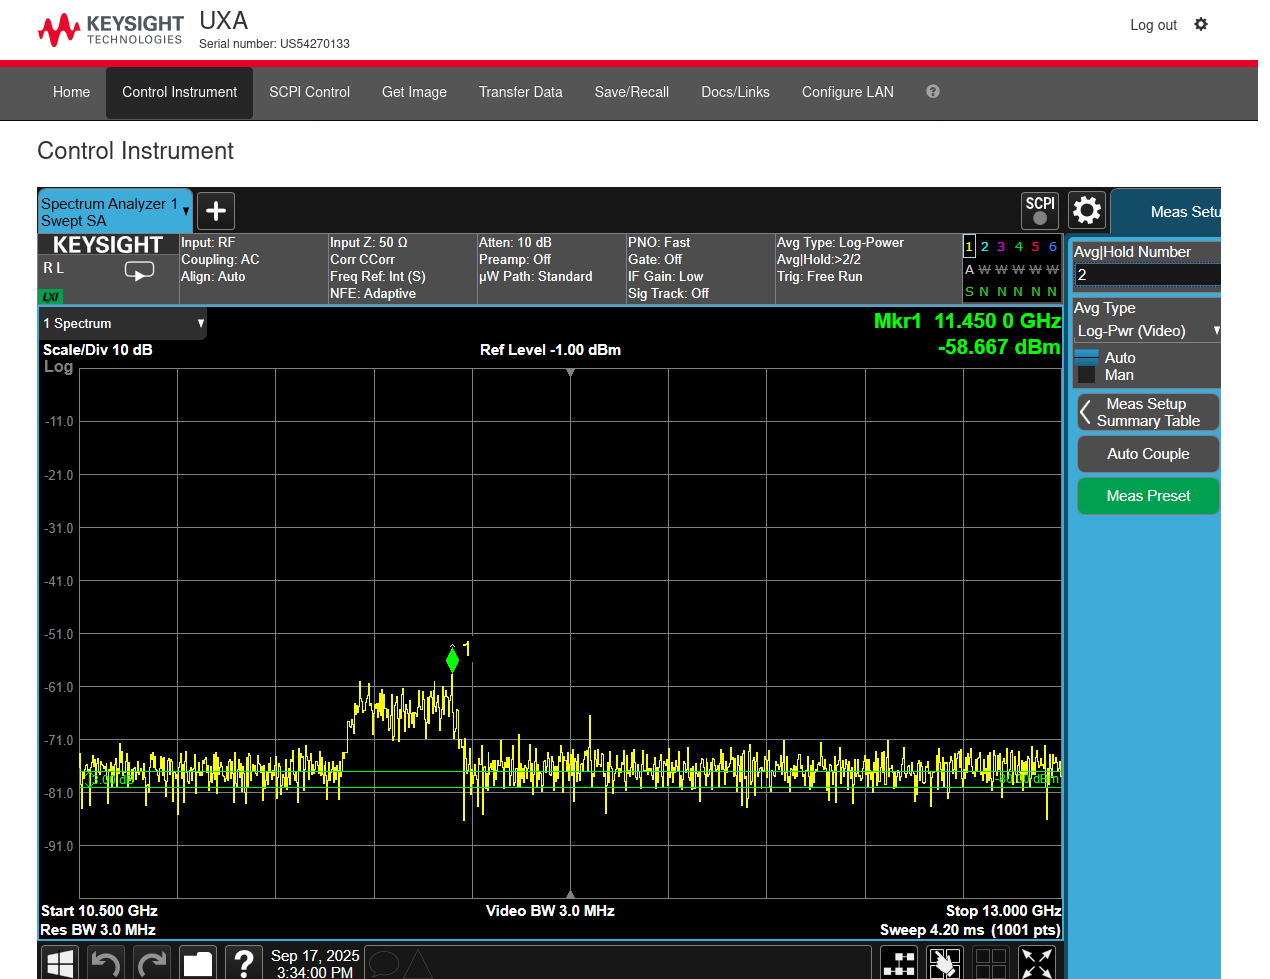 KEYSIGHT
TECHNOLOGIES
UXA
Serial number: US54270133
Log out
Home
Control Instrument
SCPI Control
Get Image
Transfer Data
Save/Recall
Docs/Links
Configure LAN
?
Control Instrument
Spectrum Analyzer 1
Swept SA
SCPI
Meas Setu
KEYSIGHT
R L
LXI
Input: RF
Coupling: AC
Align: Auto
Input Z: 50 Ω
Corr CCorr
Freq Ref: Int (S)
NFE: Adaptive
Atten: 10 dB
Preamp: Off
µW Path: Standard
PNO: Fast
Gate: Off
IF Gain: Low
Sig Track: Off
Avg Type: Log-Power
Avg|Hold:>2/2
Trig: Free Run
1 2 3 4 5 6
A W W W W W
S N N N N N
Avg|Hold Number
2
Avg Type
Log-Pwr (Video)
Auto
Man
Meas Setup
Summary Table
Auto Couple
Meas Preset
1 Spectrum
Mkr1 11.450 0 GHz
-58.667 dBm
Scale/Div 10 dB
Ref Level -1.00 dBm
Log
-11.0
-21.0
-31.0
-41.0
-51.0
1
-61.0
-71.0
-81.0
-91.0
Start 10.500 GHz
Video BW 3.0 MHz
Stop 13.000 GHz
Res BW 3.0 MHz
Sweep 4.20 ms (1001 pts)
?
Sep 17, 2025
3:34:00 PM